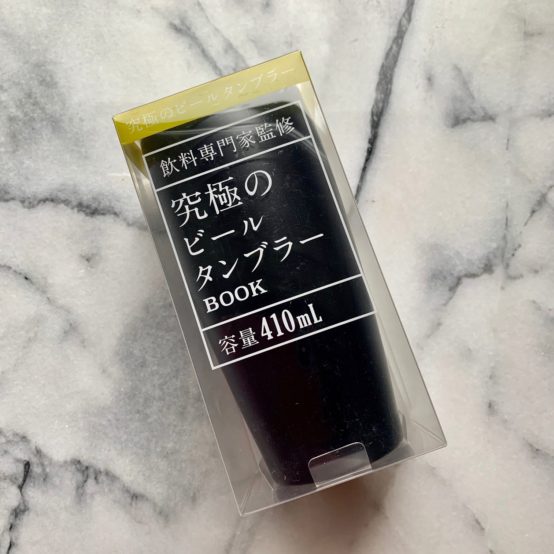 究極のビールタンブラー
飲料専門家監修
究極の
ビール
タンブラー
BOOK
容量410mL